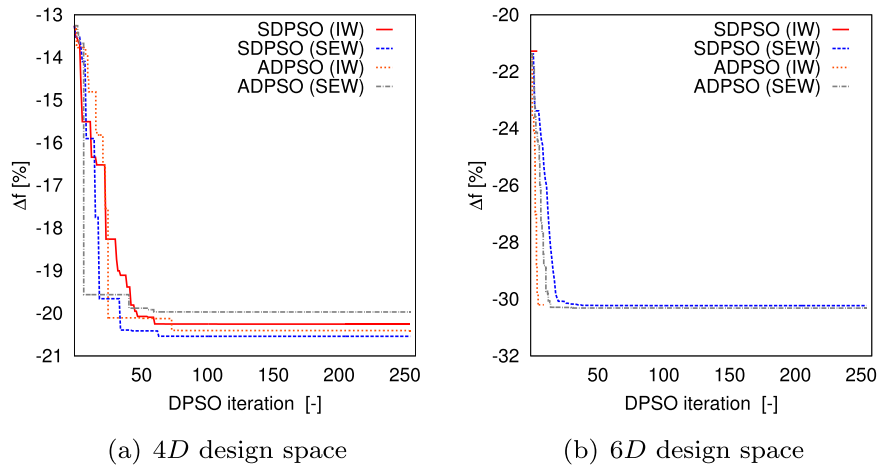 -13
-14
-15
-16
-17
-18
-19
-20
-21
Δf [%]
SDPSO (IW)
SDPSO (SEW)
ADPSO (IW)
ADPSO (SEW)
50
100
150
200
250
DPSO iteration [-]
(a) 4D design space
-20
-22
-24
-26
-28
-30
-32
Δf [%]
SDPSO (IW)
SDPSO (SEW)
ADPSO (IW)
ADPSO (SEW)
50
100
150
200
250
DPSO iteration [-]
(b) 6D design space